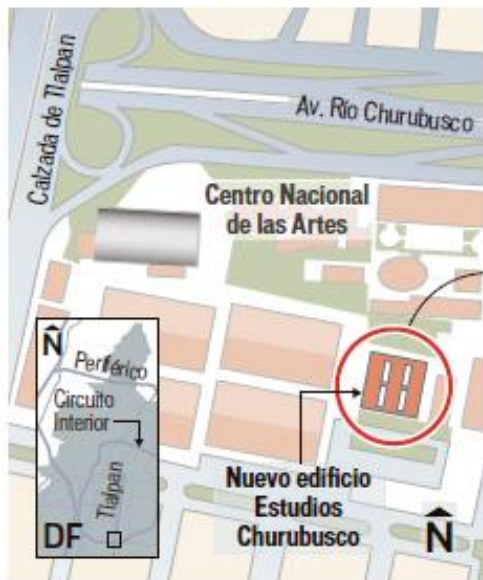 Calzada de Tlalpan
Av. Río Churubusco
Centro Nacional
de las Artes
N
Periférico
Circuito
Interior
Tlalpan
DF
Nuevo edificio
Estudios
Churubusco
N